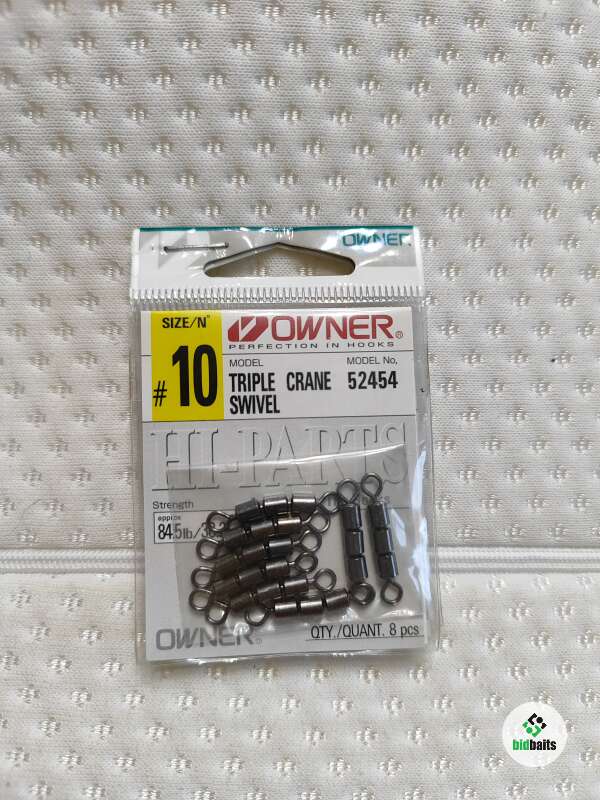 OWNER
SIZE/N°
#10
OWNER®
PERFECTION IN HOOKS
MODEL MODEL No.
TRIPLE CRANE 52454
SWIVEL
HI-PARTS
Strength
approx
84.5lb/
OWNER®
QTY./QUANT. 8 pcs
bidbaits